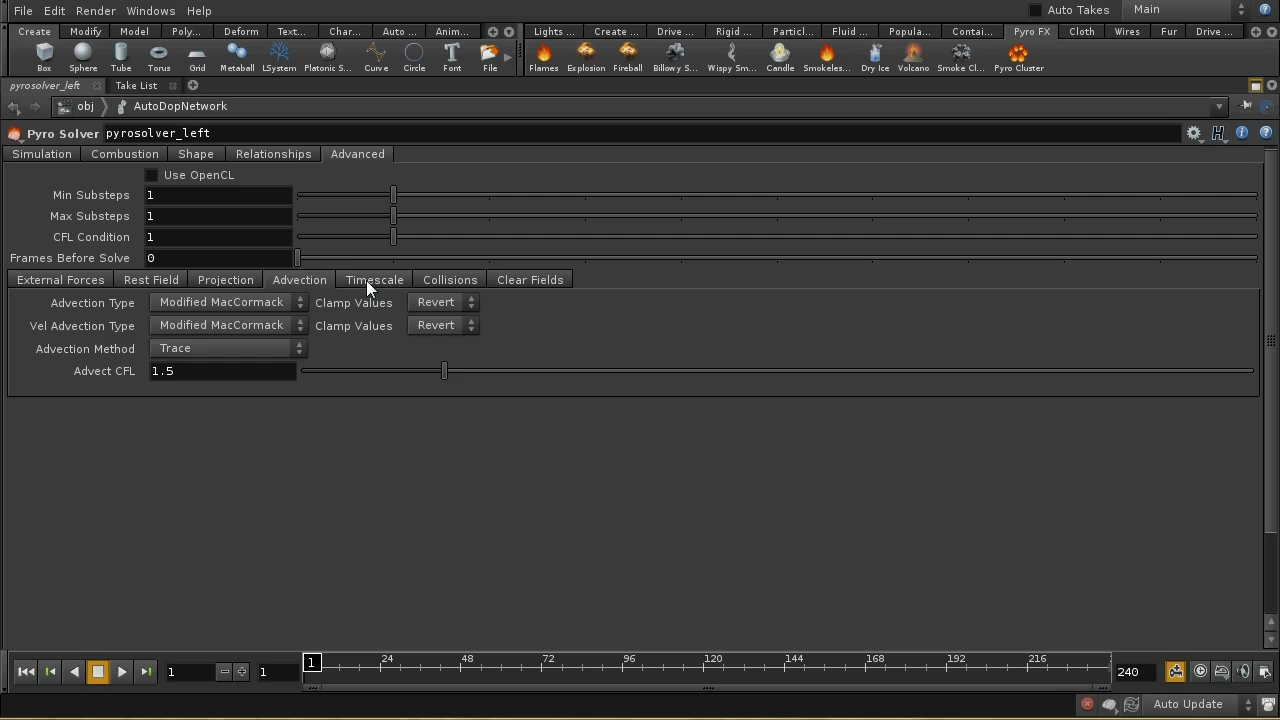 File Edit Render Windows Help Auto Takes Main
Create Modify Model Poly... Deform Text... Char... Auto ... Anim... Lights ... Create ... Drive ... Rigid ... Particl... Fluid ... Popula... Contai... Pyro FX Cloth Wires Fur Drive ...
Box Sphere Tube Torus Grid Metaball LSystem Platonic S... Curve Circle Font File Flames Explosion Fireball Billowy S... Wispy Sm... Candle Smokeles... Dry Ice Volcano Smoke Cl... Pyro Cluster
pyrosolver_left Take List
obj AutoDopNetwork
Pyro Solver pyrosolver_left
Simulation Combustion Shape Relationships Advanced
Use OpenCL
Min Substeps 1
Max Substeps 1
CFL Condition 1
Frames Before Solve 0
External Forces Rest Field Projection Advection Timescale Collisions Clear Fields
Advection Type Modified MacCormack Clamp Values Revert
Vel Advection Type Modified MacCormack Clamp Values Revert
Advection Method Trace
Advect CFL 1.5
1 1 1 24 48 72 96 120 144 168 192 216 240
Auto Update